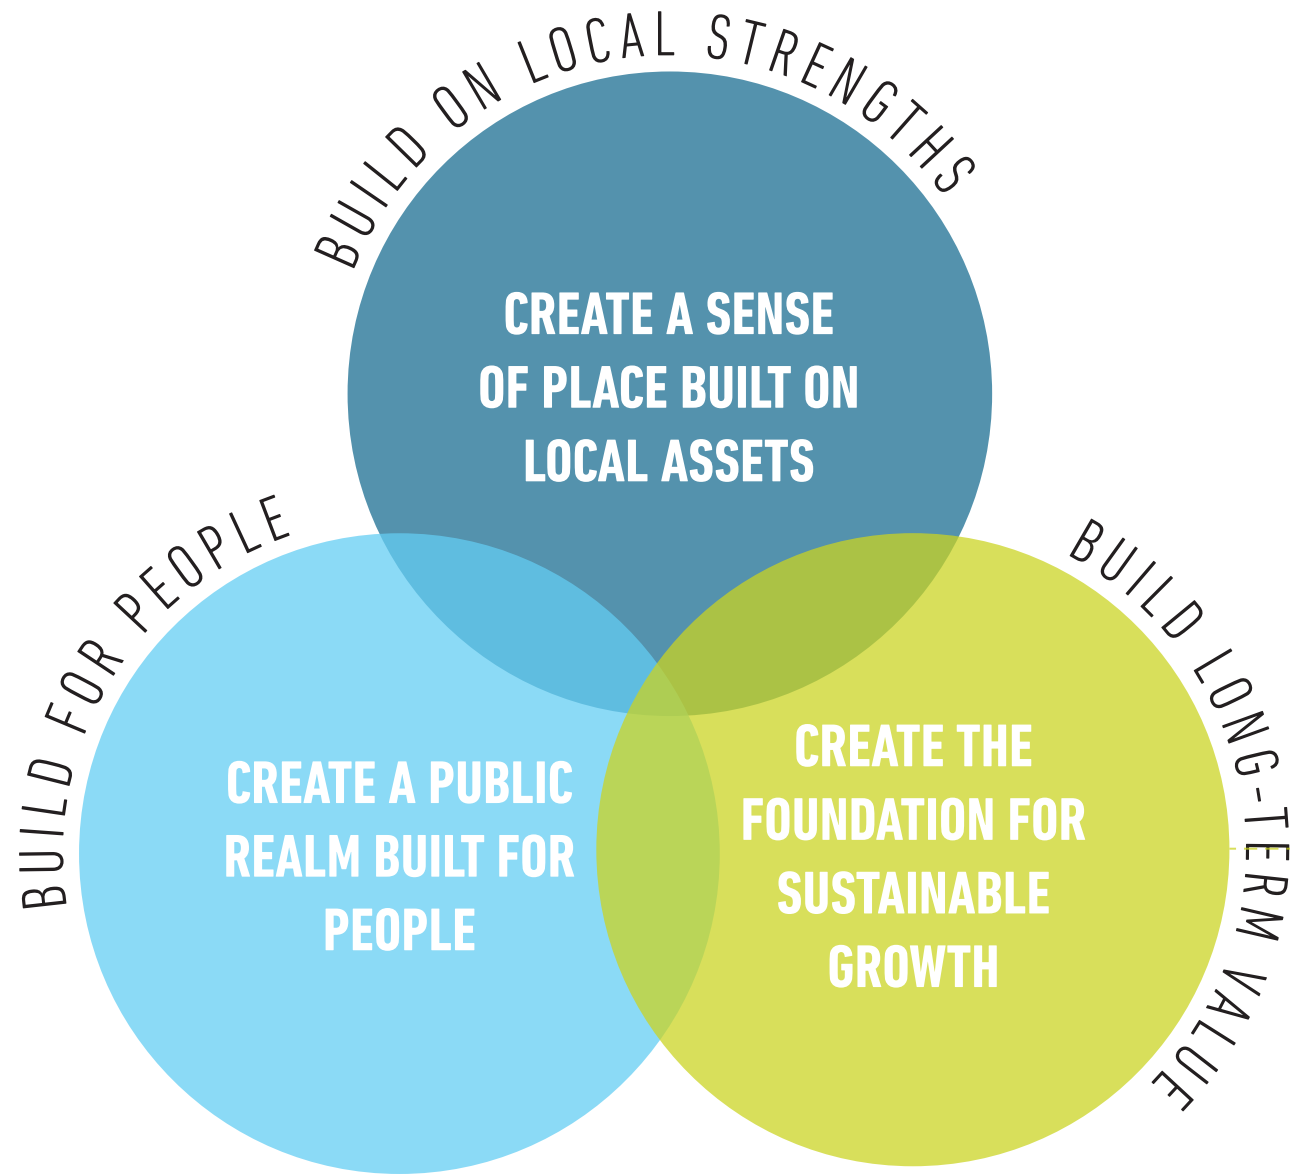 BUILD ON LOCAL STRENGTHS
CREATE A SENSE
OF PLACE BUILT ON
LOCAL ASSETS
BUILD FOR PEOPLE
CREATE A PUBLIC
REALM BUILT FOR
PEOPLE
BUILD LONG-TERM VALUE
CREATE THE
FOUNDATION FOR
SUSTAINABLE
GROWTH